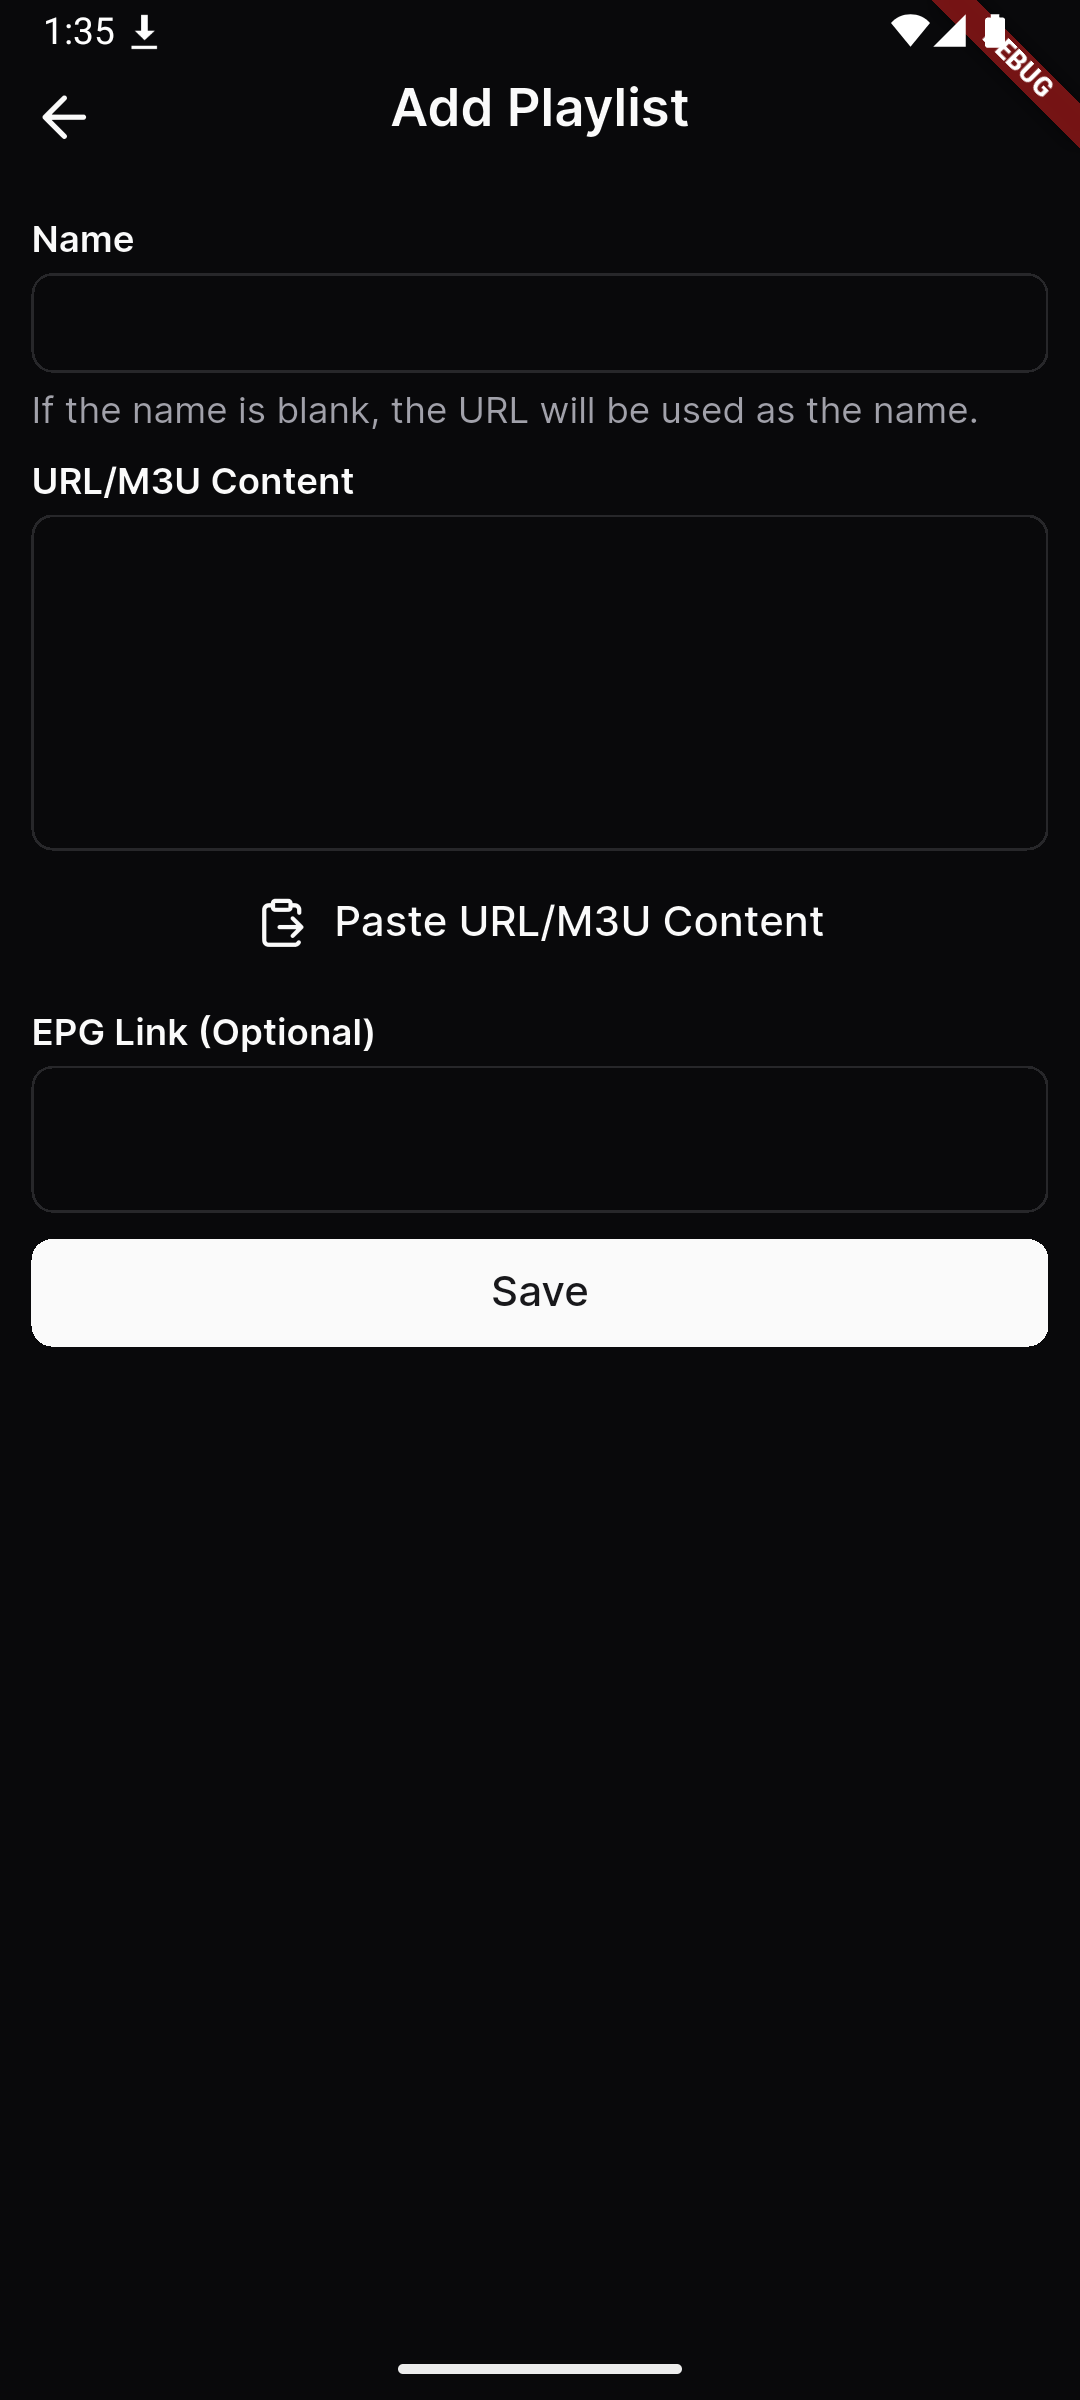 1:35
EBUG
Add Playlist
Name
If the name is blank, the URL will be used as the name.
URL/M3U Content
Paste URL/M3U Content
EPG Link (Optional)
Save